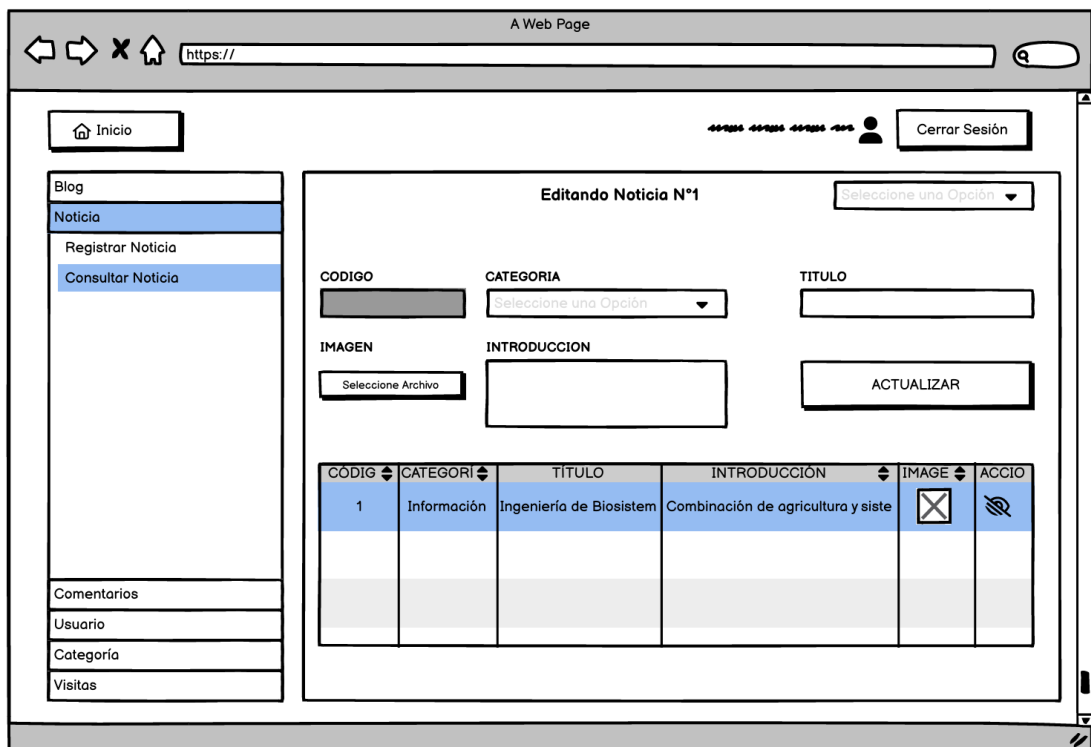 A Web Page
https://
Inicio
Cerrar Sesión
Blog
Noticia
Registrar Noticia
Consultar Noticia
Comentarios
Usuario
Categoría
Visitas
Editando Noticia N°1
Seleccione una Opción
CODIGO
CATEGORIA
TITULO
Seleccione una Opción
IMAGEN
INTRODUCCION
Seleccione Archivo
ACTUALIZAR
CÓDIG CATEGORÍ TÍTULO INTRODUCCIÓN IMAGE ACCIO
1 Información Ingeniería de Biosistem Combinación de agricultura y siste